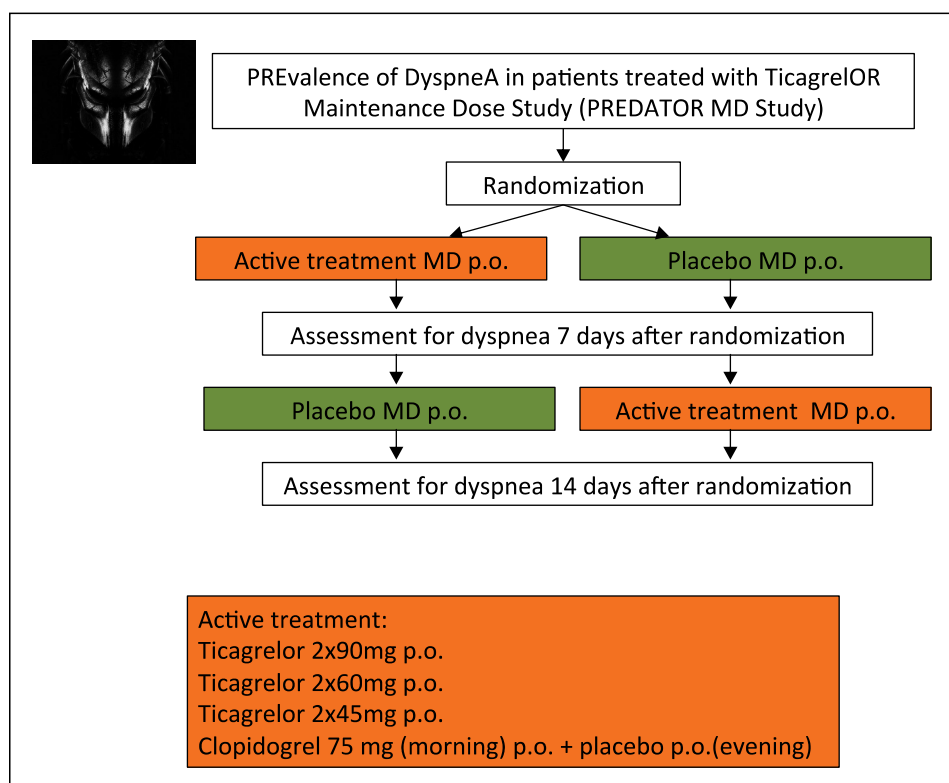 PREvalence of DyspneA in patients treated with TicagrelOR
Maintenance Dose Study (PREDATOR MD Study)
Randomization
Active treatment MD p.o.
Placebo MD p.o.
Assessment for dyspnea 7 days after randomization
Placebo MD p.o.
Active treatment  MD p.o.
Assessment for dyspnea 14 days after randomization
Active treatment:
Ticagrelor 2x90mg p.o.
Ticagrelor 2x60mg p.o.
Ticagrelor 2x45mg p.o.
Clopidogrel 75 mg (morning) p.o. + placebo p.o.(evening)